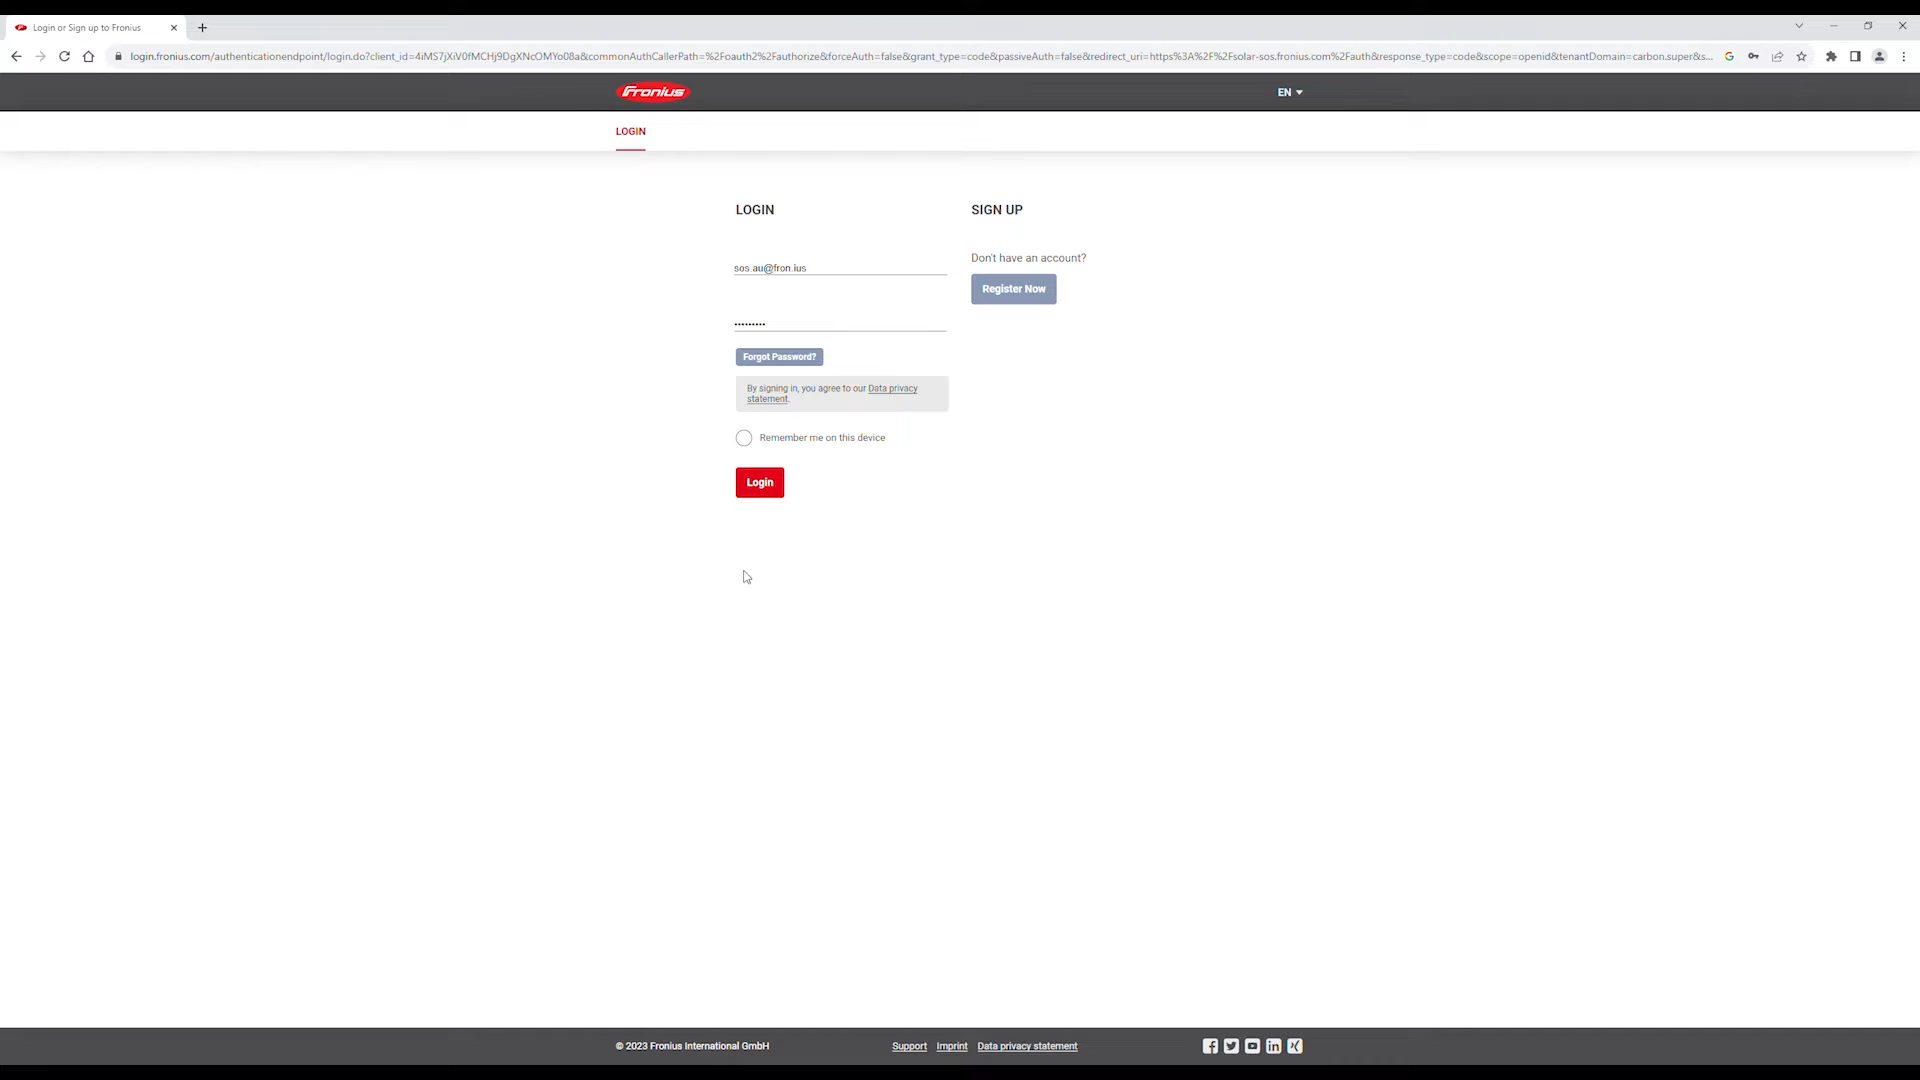 Login or Sign up to Fronius
login.fronius.com/authenticationendpoint/login.do?client_id=4iMS7jXiV0fMCHj9DgXNcOMYo08a&commonAuthCallerPath=%2Foauth2%2Fauthorize&forceAuth=false&grant_type=code&passiveAuth=false&redirect_uri=https%3A%2F%2Fsolar-sos.fronius.com%2Fauth&response_type=code&scope=openid&tenantDomain=carbon.super&s...
Fronius
EN
LOGIN
LOGIN
sos.au@fron.ius
•••••••••
Forgot Password?
By signing in, you agree to our Data privacy
statement.
Remember me on this device
Login
SIGN UP
Don't have an account?
Register Now
© 2023 Fronius International GmbH
Support Imprint Data privacy statement